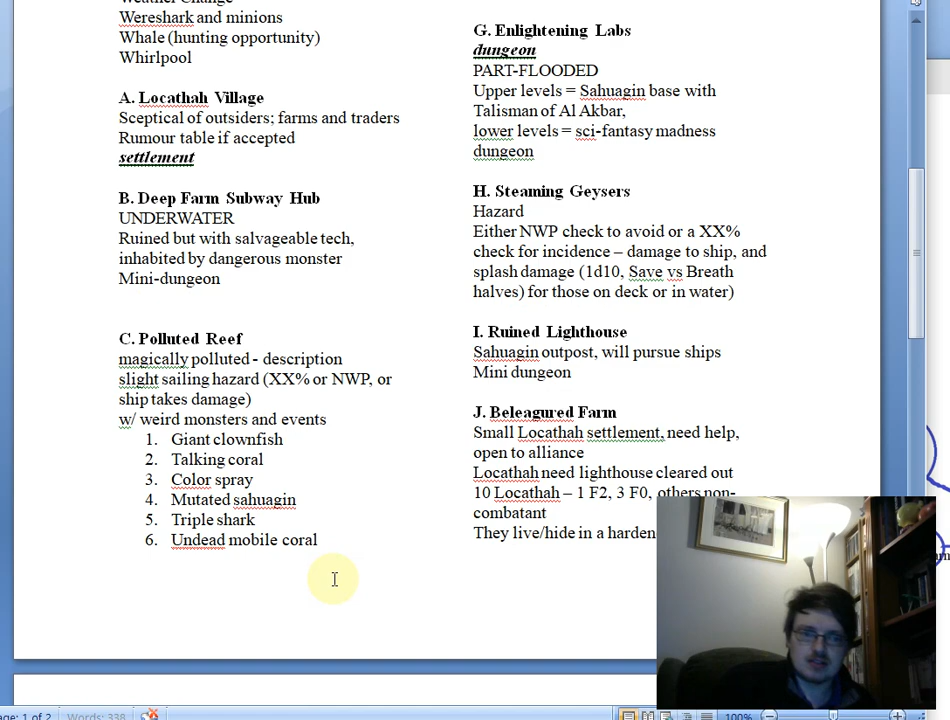 Wereshark and minions
Whale (hunting opportunity)
Whirlpool
A. Locathah Village
Sceptical of outsiders; farms and traders
Rumour table if accepted
settlement
B. Deep Farm Subway Hub
UNDERWATER
Ruined but with salvageable tech,
inhabited by dangerous monster
Mini-dungeon
C. Polluted Reef
magically polluted - description
slight sailing hazard (XX% or NWP, or
ship takes damage)
w/ weird monsters and events
1. Giant clownfish
2. Talking coral
3. Color spray
4. Mutated sahuagin
5. Triple shark
6. Undead mobile coral
G. Enlightening Labs
dungeon
PART-FLOODED
Upper levels = Sahuagin base with
Talisman of Al Akbar,
lower levels = sci-fantasy madness
dungeon
H. Steaming Geysers
Hazard
Either NWP check to avoid or a XX%
check for incidence – damage to ship, and
splash damage (1d10, Save vs Breath
halves) for those on deck or in water)
I. Ruined Lighthouse
Sahuagin outpost, will pursue ships
Mini dungeon
J. Beleagured Farm
Small Locathah settlement, need help,
open to alliance
Locathah need lighthouse cleared out
10 Locathah – 1 F2, 3 F0, others non-
combatant
They live/hide in a harden
age: 1 of 2 Words: 338 100%